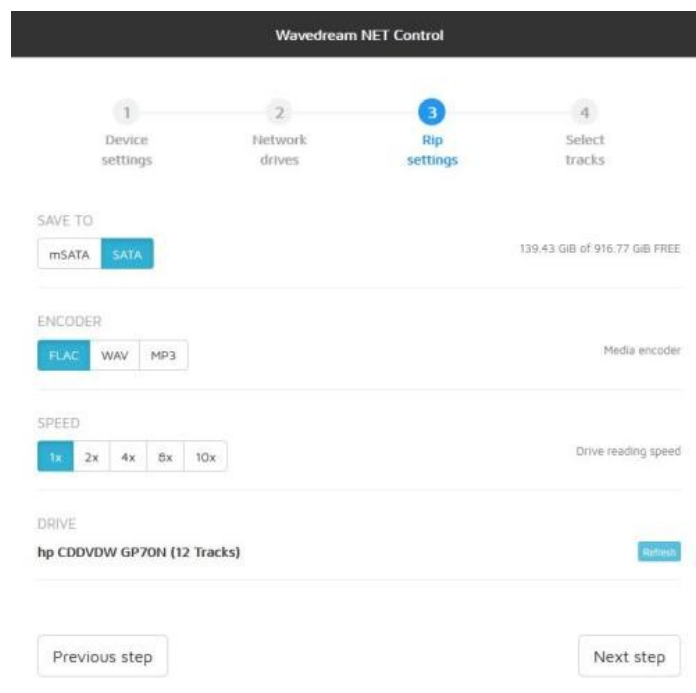 Wavedream NET Control
1 2 3 4
Device settings
Network drives
Rip settings
Select tracks
SAVE TO
mSATA SATA 139.43 GiB of 916.77 GiB FREE
ENCODER
FLAC WAV MP3 Media encoder
SPEED
1x 2x 4x 8x 10x Drive reading speed
DRIVE
hp CDDVDW GP70N (12 Tracks) Refresh
Previous step Next step